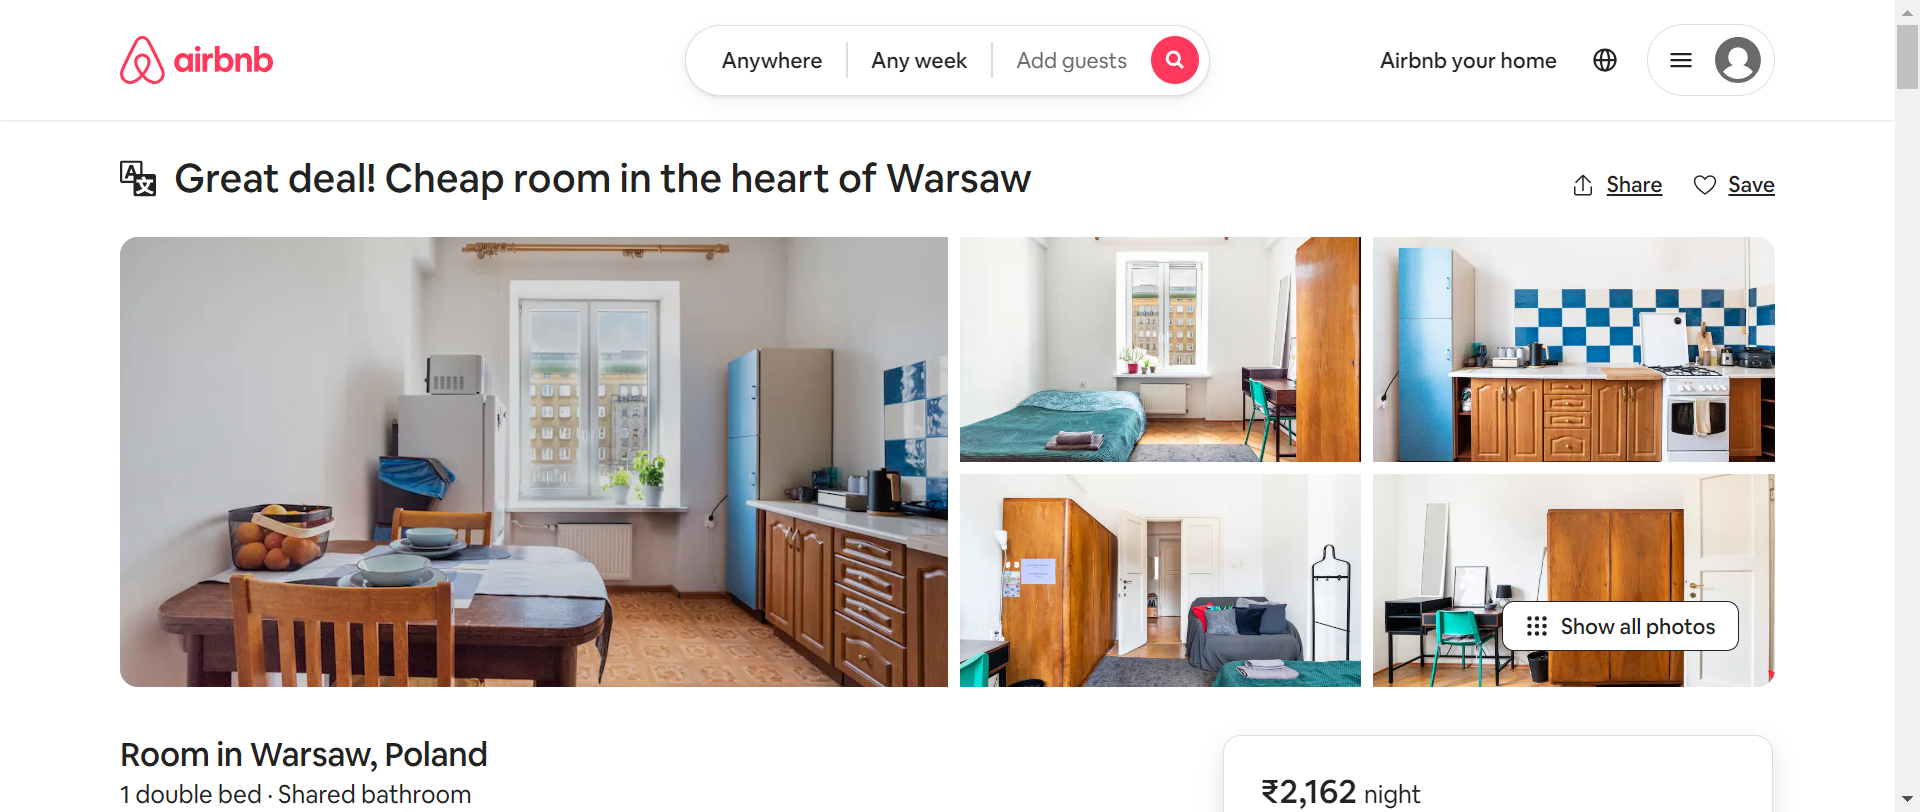 airbnb
Anywhere
Any week
Add guests
Airbnb your home
Great deal! Cheap room in the heart of Warsaw
Share
Save
Show all photos
Room in Warsaw, Poland
1 double bed · Shared bathroom
₹2,162 night